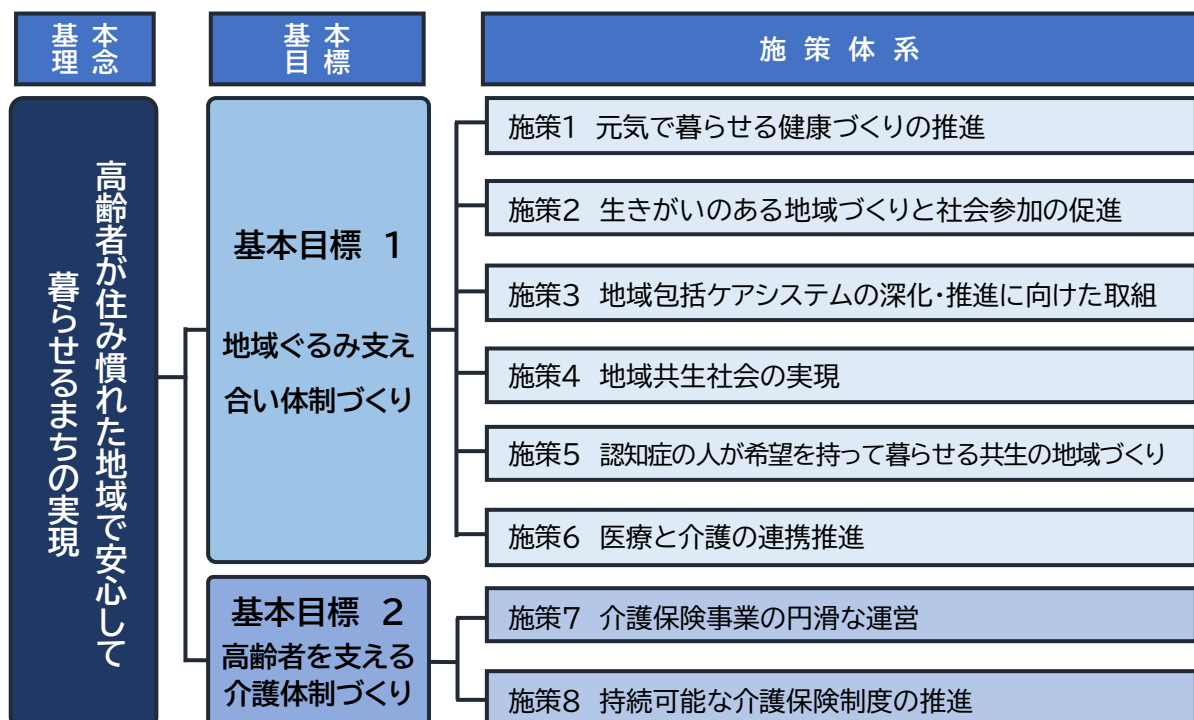 基本
理念
基本
目標
施策体系
高齢者が住み慣れた地域で安心して
暮らせるまちの実現
基本目標 1
地域ぐるみ支え
合い体制づくり
施策1 元気で暮らせる健康づくりの推進
施策2 生きがいのある地域づくりと社会参加の促進
施策3 地域包括ケアシステムの深化・推進に向けた取組
施策4 地域共生社会の実現
施策5 認知症の人が希望を持って暮らせる共生の地域づくり
施策6 医療と介護の連携推進
基本目標 2
高齢者を支える
介護体制づくり
施策7 介護保険事業の円滑な運営
施策8 持続可能な介護保険制度の推進